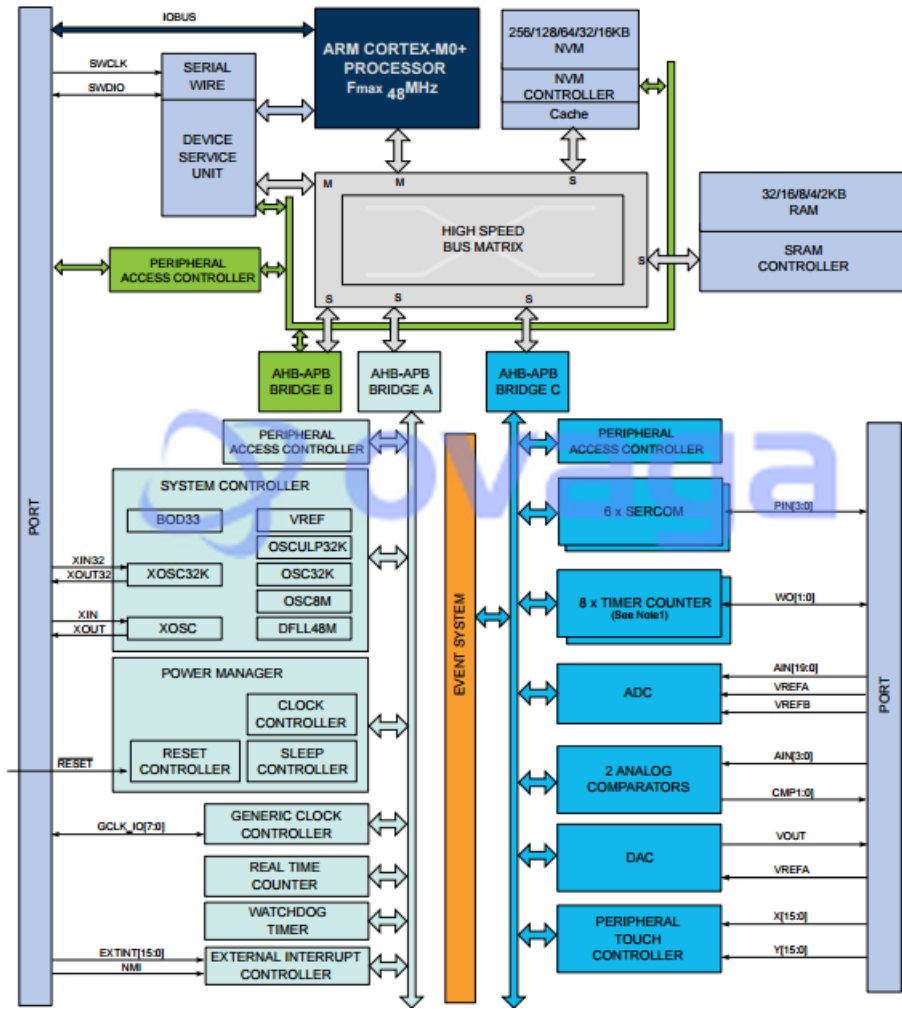 IOBUS
ARM CORTEX-M0+
PROCESSOR
Fmax 48MHz
256/128/64/32/16KB
NVM
NVM
CONTROLLER
Cache
SWCLK
SWDIO
SERIAL
WIRE
DEVICE
SERVICE
UNIT
M
M
S
HIGH SPEED
BUS MATRIX
S
32/16/8/4/2KB
RAM
SRAM
CONTROLLER
PERIPHERAL
ACCESS CONTROLLER
S
S
S
AHB-APB
BRIDGE B
AHB-APB
BRIDGE A
AHB-APB
BRIDGE C
ovaga
PORT
PERIPHERAL
ACCESS CONTROLLER
SYSTEM CONTROLLER
BOD33
VREF
OSCULP32K
XIN32
XOUT32
XOSC32K
OSC32K
OSC8M
XIN
XOUT
XOSC
DFLL48M
POWER MANAGER
CLOCK
CONTROLLER
RESET
RESET
CONTROLLER
SLEEP
CONTROLLER
GCLK_IO[7:0]
GENERIC CLOCK
CONTROLLER
REAL TIME
COUNTER
WATCHDOG
TIMER
EXTINT[15:0]
NMI
EXTERNAL INTERRUPT
CONTROLLER
EVENT SYSTEM
PERIPHERAL
ACCESS CONTROLLER
6 x SERCOM
PIN[3:0]
8 x TIMER COUNTER
(See Note1)
WO[1:0]
ADC
AIN[19:0]
VREFA
VREFB
2 ANALOG
COMPARATORS
AIN[3:0]
CMP1:0]
DAC
VOUT
VREFA
PERIPHERAL
TOUCH
CONTROLLER
X[15:0]
Y[15:0]
PORT